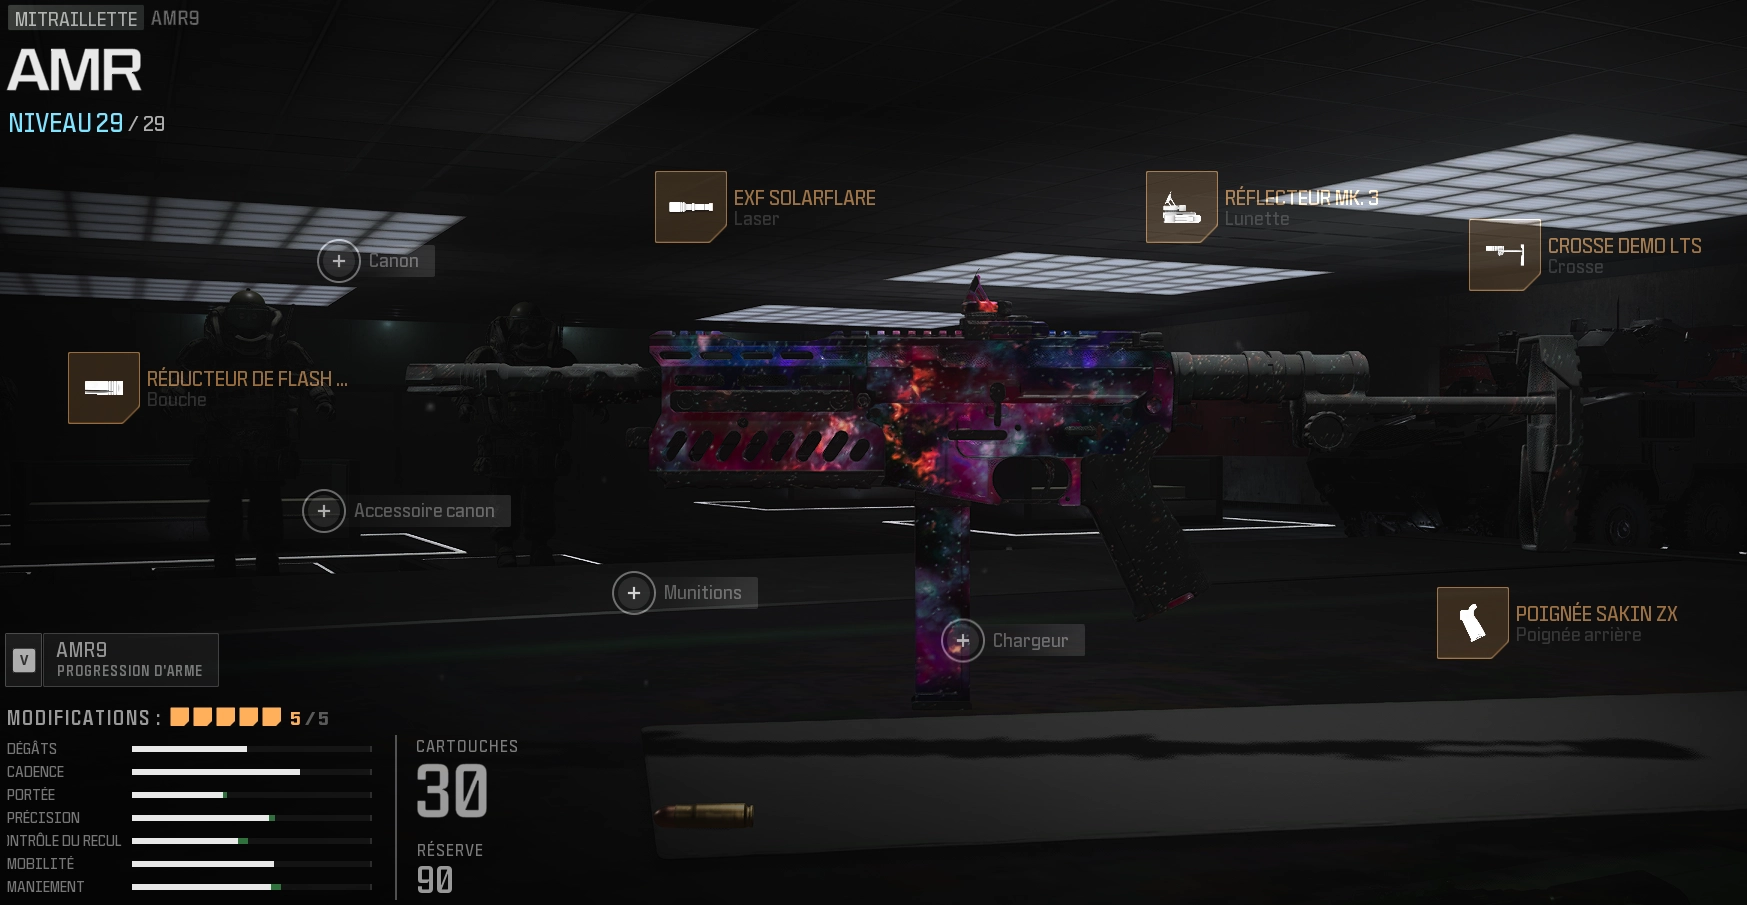 MITRAILLETTE AMR9
AMR
NIVEAU 29 / 29
EXF SOLARFLARE
Laser
RÉFLECTEUR MK. 3
Lunette
CROSSE DEMO LTS
Crosse
Canon
RÉDUCTEUR DE FLASH ...
Bouche
Accessoire canon
Munitions
Chargeur
POIGNÉE SAKIN ZX
Poignée arrière
V
AMR9
PROGRESSION D'ARME
MODIFICATIONS : 5 / 5
DÉGÂTS
CADENCE
PORTÉE
PRÉCISION
NTRÔLE DU RECUL
MOBILITÉ
MANIEMENT
CARTOUCHES
30
RÉSERVE
90